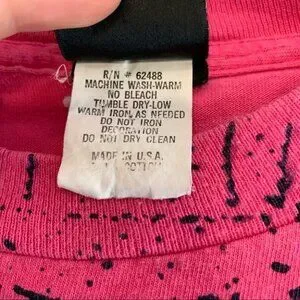 R/N # 62488
MACHINE WASH-WARM
NO BLEACH
TUMBLE DRY-LOW
WARM IRON AS NEEDED
DO NOT IRON
DECORATION
DO NOT DRY CLEAN
MADE IN U.S.A.
COTTON